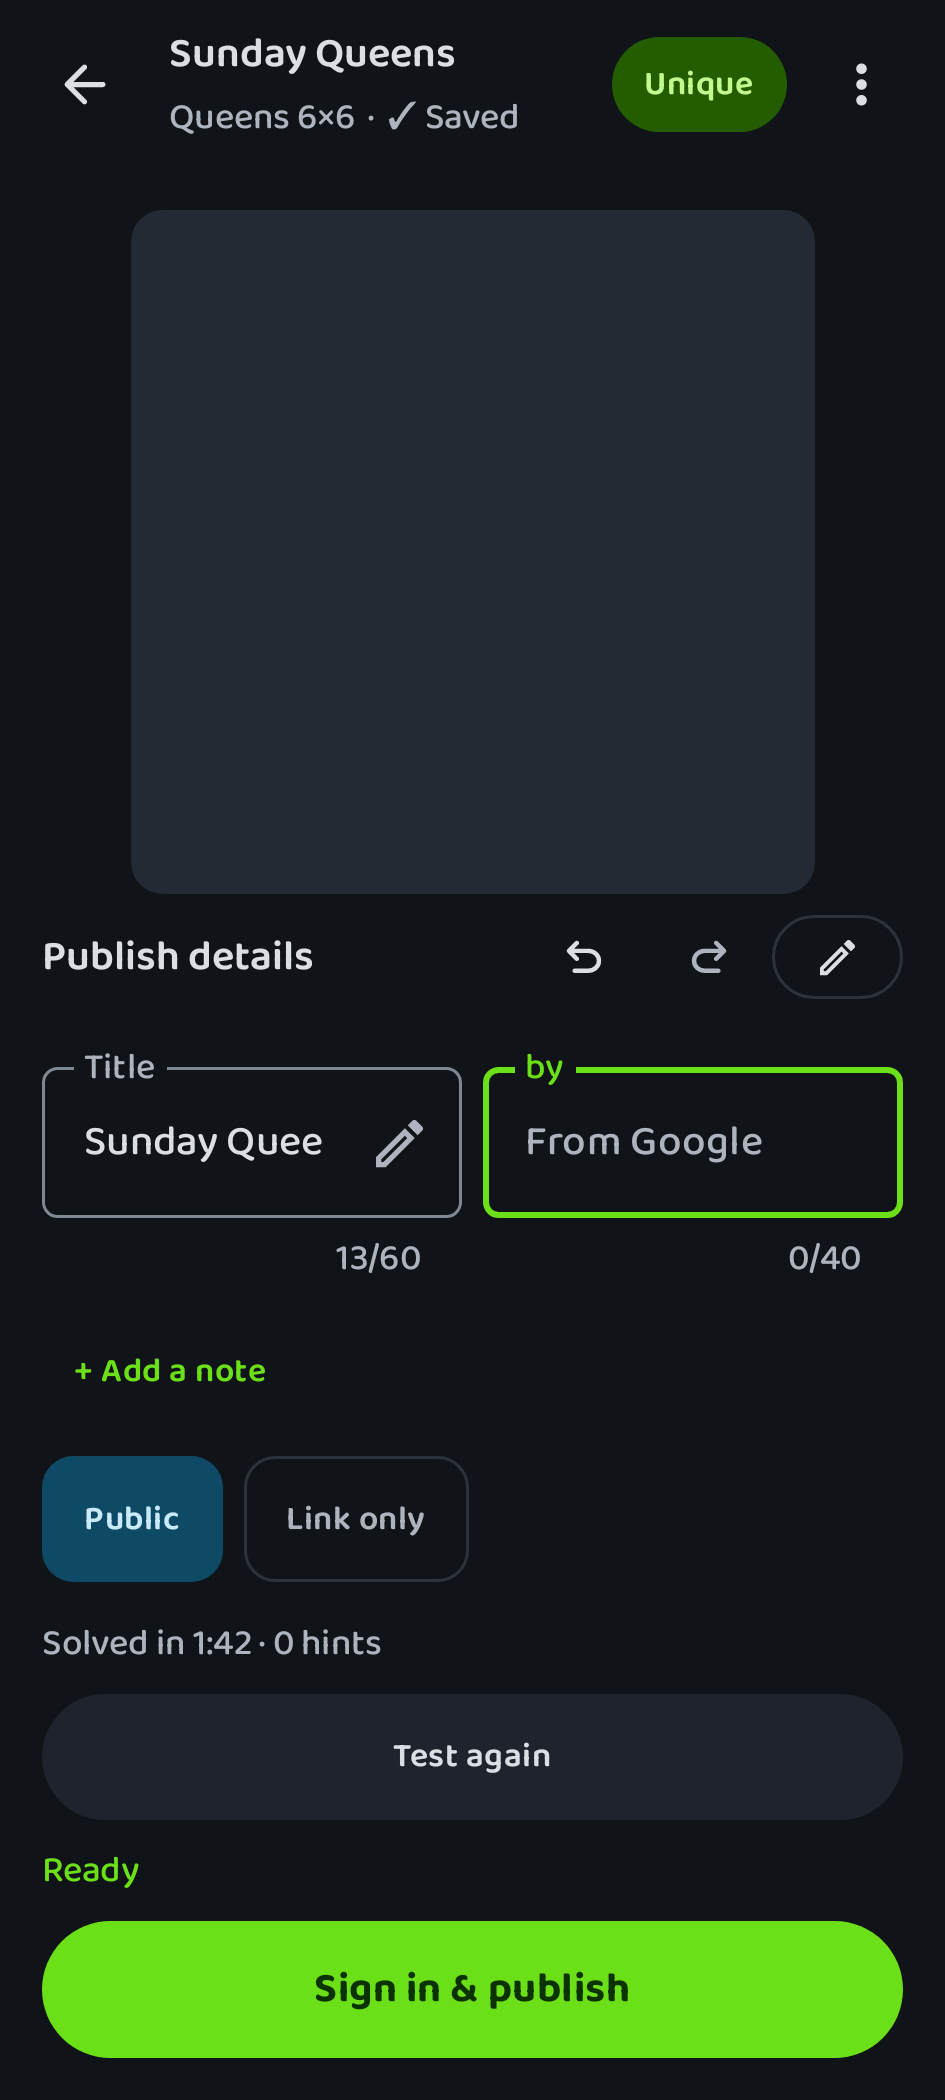 Sunday Queens
Queens 6×6 · ✓ Saved
Unique
Publish details
Title
Sunday Quee
13/60
by
From Google
0/40
+ Add a note
Public
Link only
Solved in 1:42 · 0 hints
Test again
Ready
Sign in & publish